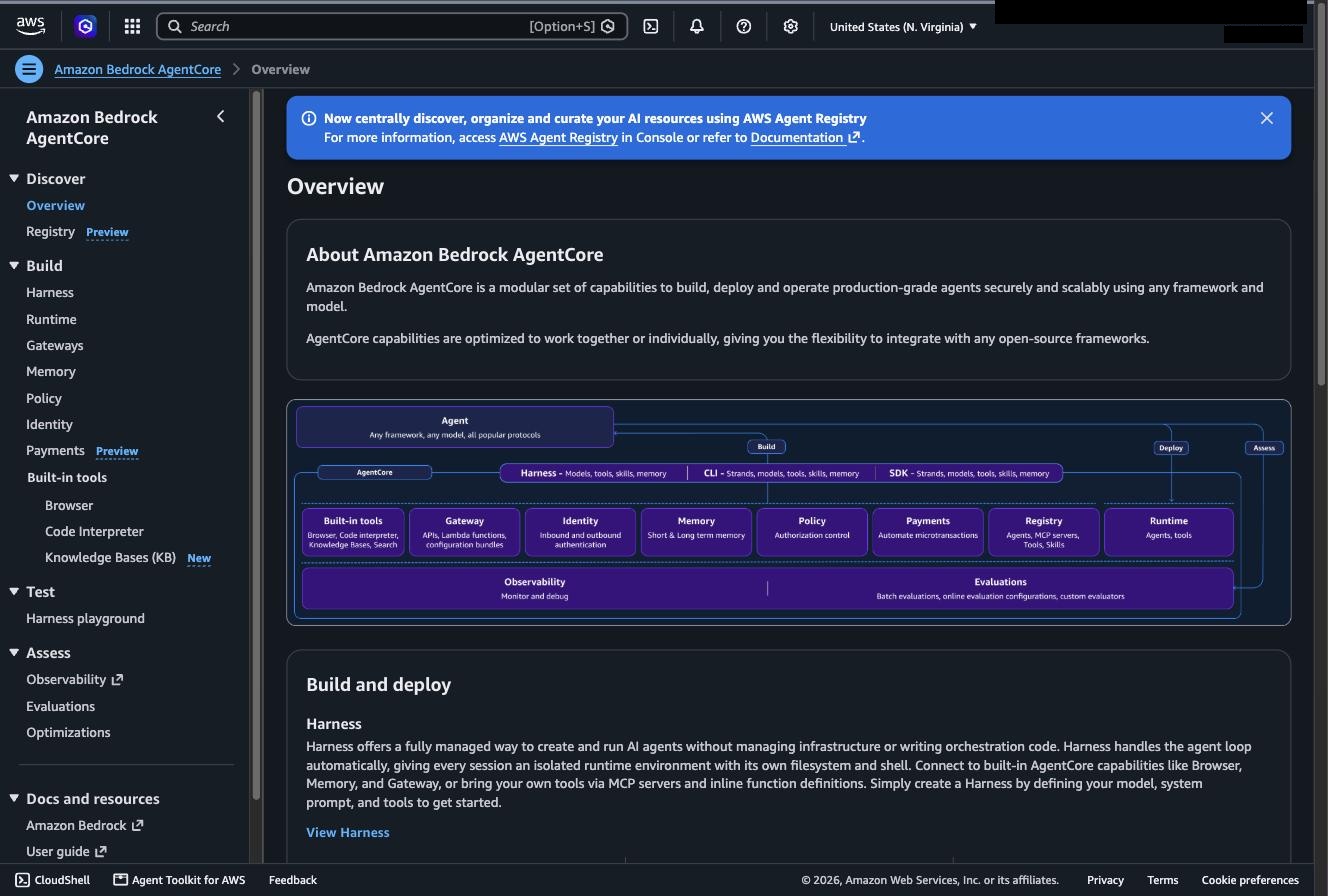 aws
Search
[Option+S]
United States (N. Virginia)
Amazon Bedrock AgentCore
Overview
Amazon Bedrock
AgentCore
Discover
Overview
Registry Preview
Build
Harness
Runtime
Gateways
Memory
Policy
Identity
Payments Preview
Built-in tools
Browser
Code Interpreter
Knowledge Bases (KB) New
Test
Harness playground
Assess
Observability
Evaluations
Optimizations
Docs and resources
Amazon Bedrock
User guide
Now centrally discover, organize and curate your AI resources using AWS Agent Registry
For more information, access AWS Agent Registry in Console or refer to Documentation .
Overview
About Amazon Bedrock AgentCore
Amazon Bedrock AgentCore is a modular set of capabilities to build, deploy and operate production-grade agents securely and scalably using any framework and
model.
AgentCore capabilities are optimized to work together or individually, giving you the flexibility to integrate with any open-source frameworks.
Agent
Any framework, any model, all popular protocols
Build
Deploy
Assess
AgentCore
Harness - Models, tools, skills, memory
CLI - Strands, models, tools, skills, memory
SDK - Strands, models, tools, skills, memory
Built-in tools
Browser, Code interpreter,
Knowledge Bases, Search
Gateway
APIs, Lambda functions,
configuration bundles
Identity
Inbound and outbound
authentication
Memory
Short & Long term memory
Policy
Authorization control
Payments
Automate microtransactions
Registry
Agents, MCP servers,
Tools, Skills
Runtime
Agents, tools
Observability
Monitor and debug
Evaluations
Batch evaluations, online evaluation configurations, custom evaluators
Build and deploy
Harness
Harness offers a fully managed way to create and run AI agents without managing infrastructure or writing orchestration code. Harness handles the agent loop
automatically, giving every session an isolated runtime environment with its own filesystem and shell. Connect to built-in AgentCore capabilities like Browser,
Memory, and Gateway, or bring your own tools via MCP servers and inline function definitions. Simply create a Harness by defining your model, system
prompt, and tools to get started.
View Harness
CloudShell
Agent Toolkit for AWS
Feedback
© 2026, Amazon Web Services, Inc. or its affiliates.
Privacy
Terms
Cookie preferences